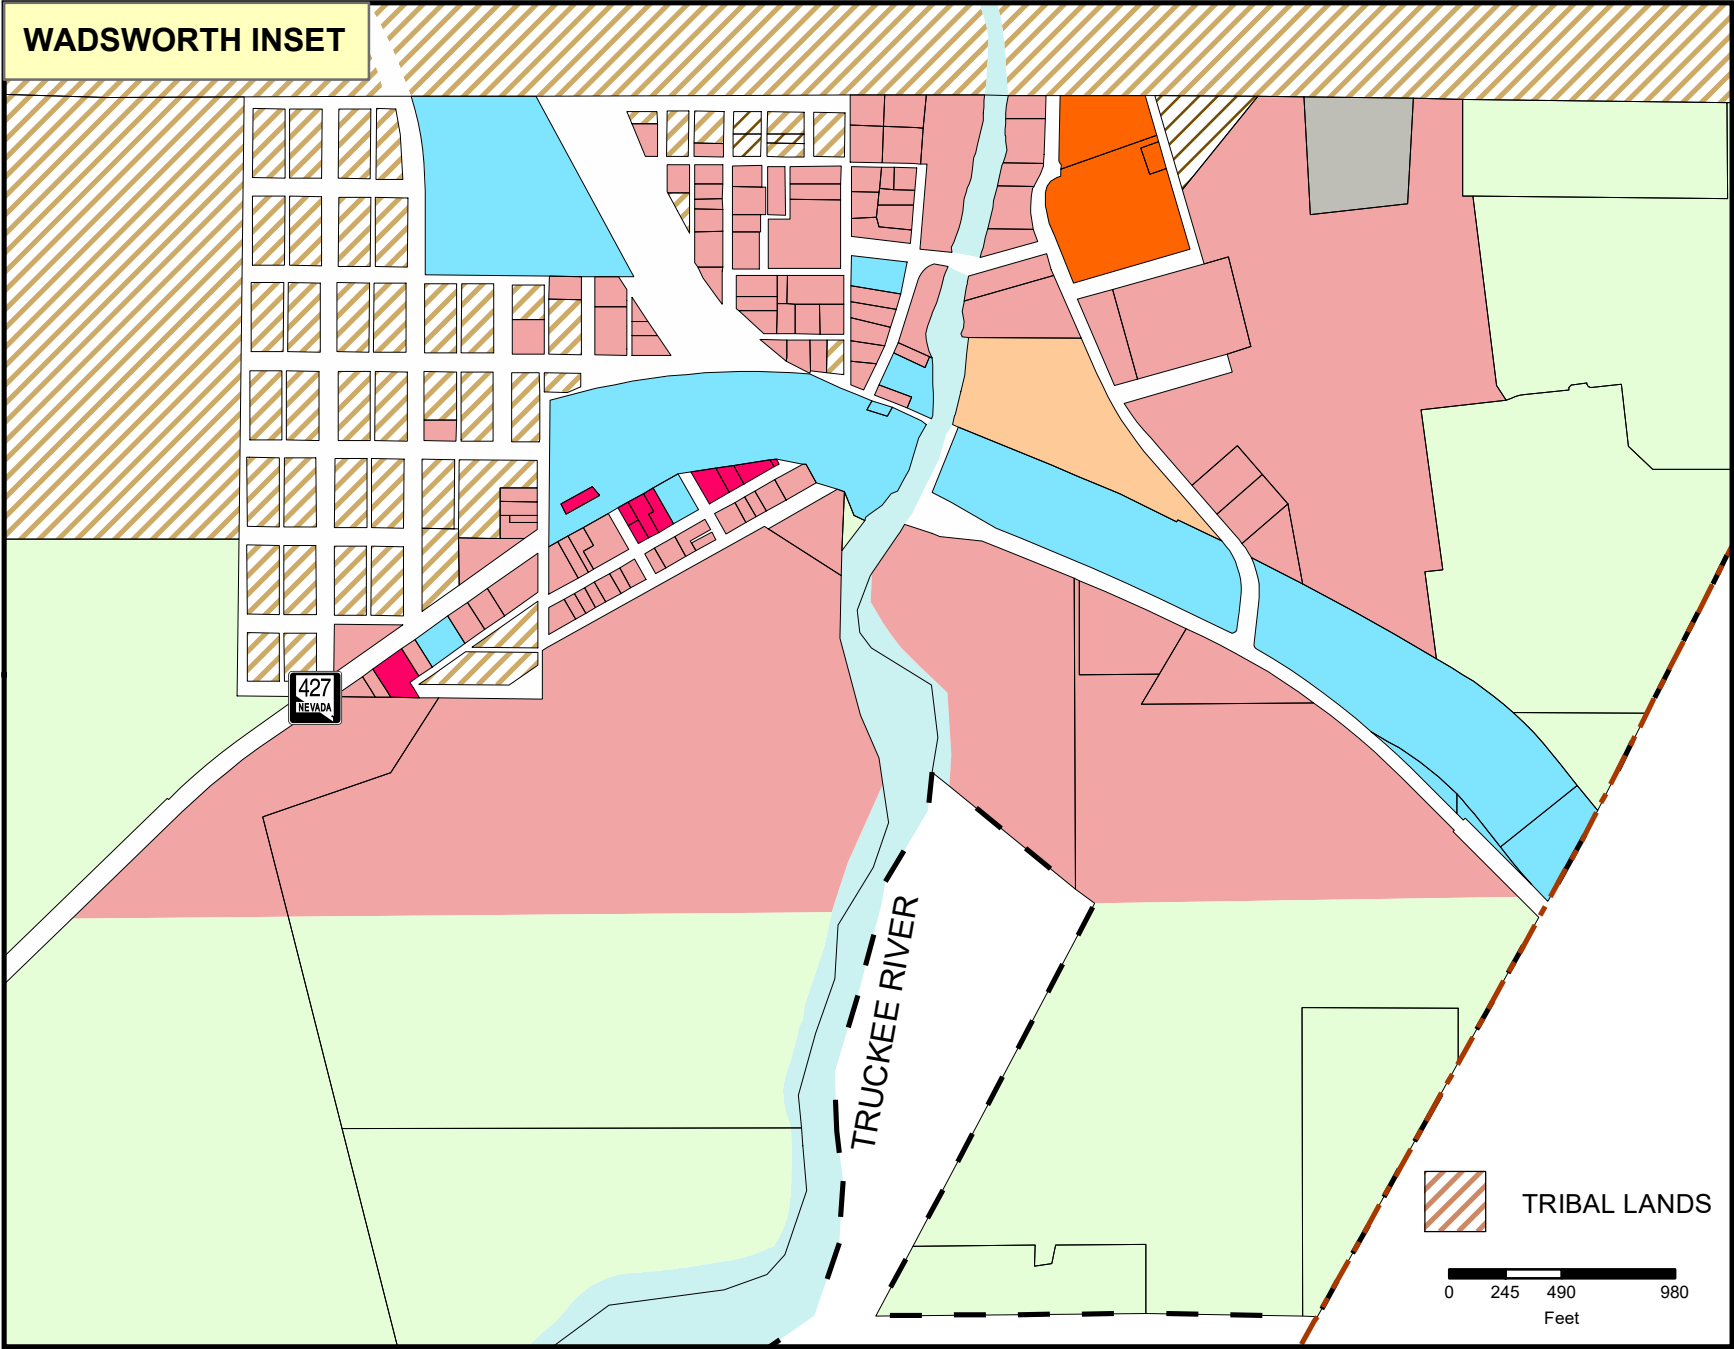 WADSWORTH INSET
427
NEVADA
TRUCKEE RIVER
TRIBAL LANDS
0 245 490 980
Feet